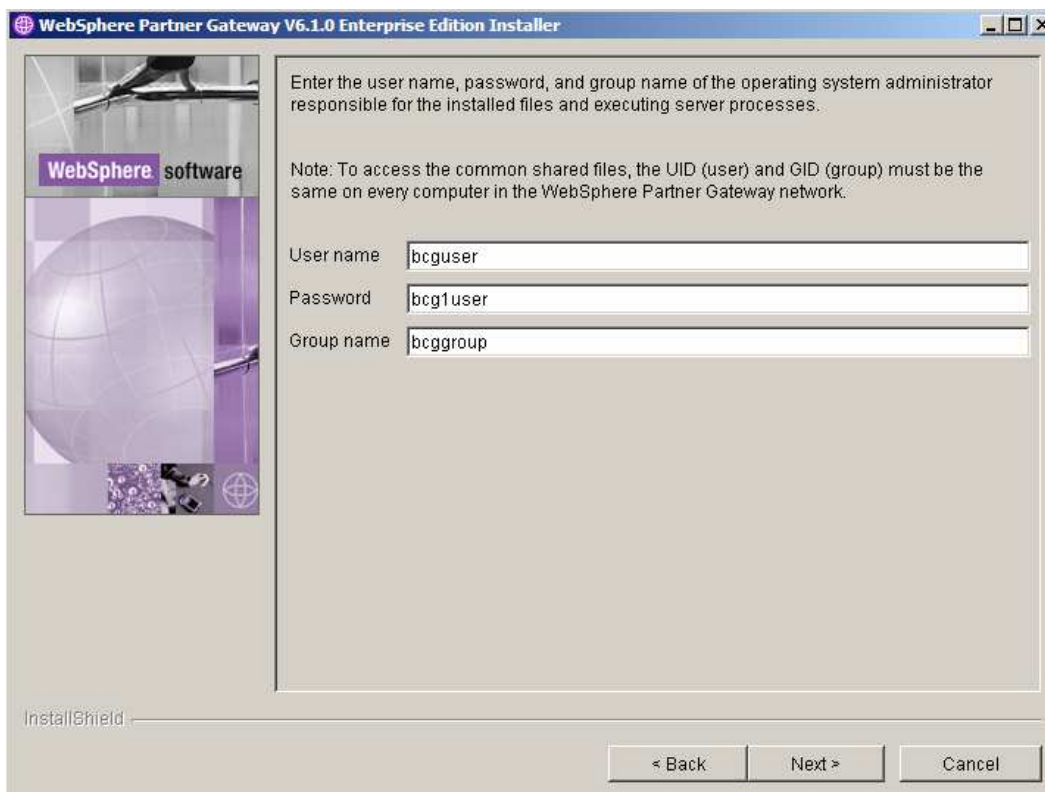 WebSphere Partner Gateway V6.1.0 Enterprise Edition Installer
WebSphere software
Enter the user name, password, and group name of the operating system administrator
responsible for the installed files and executing server processes.
Note: To access the common shared files, the UID (user) and GID (group) must be the
same on every computer in the WebSphere Partner Gateway network.
User name bcguser
Password bcg1user
Group name bcggroup
InstallShield
< Back Next > Cancel